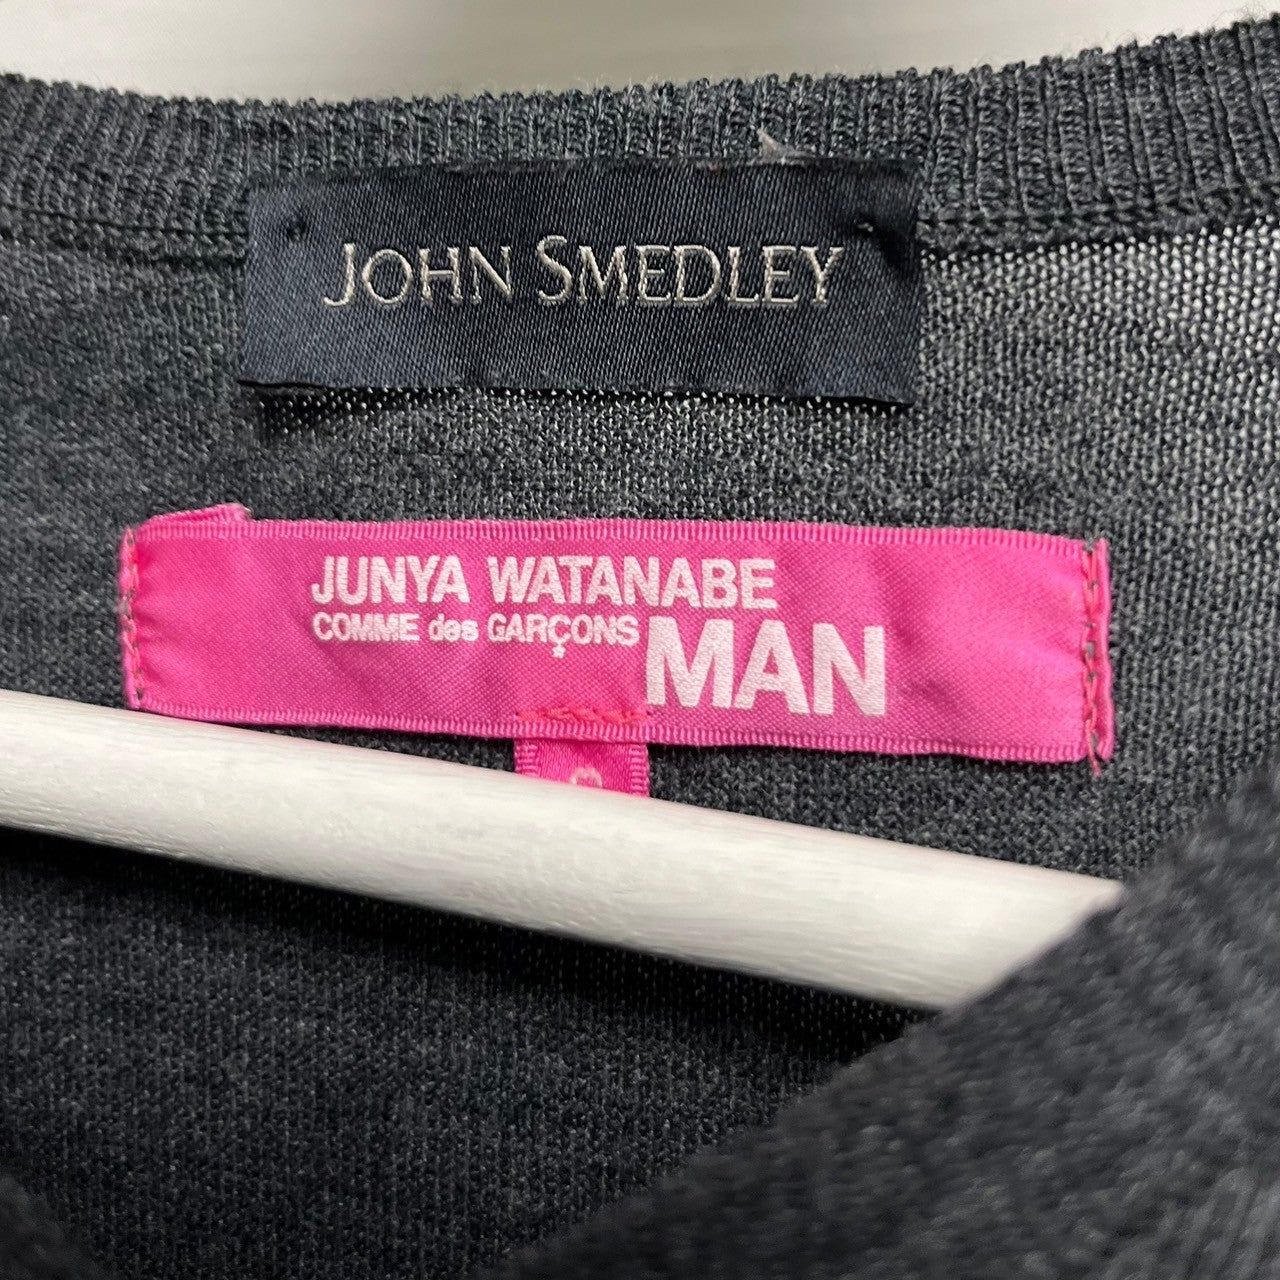 JOHN SMEDLEY
JUNYA WATANABE
COMME des GARÇONS
MAN